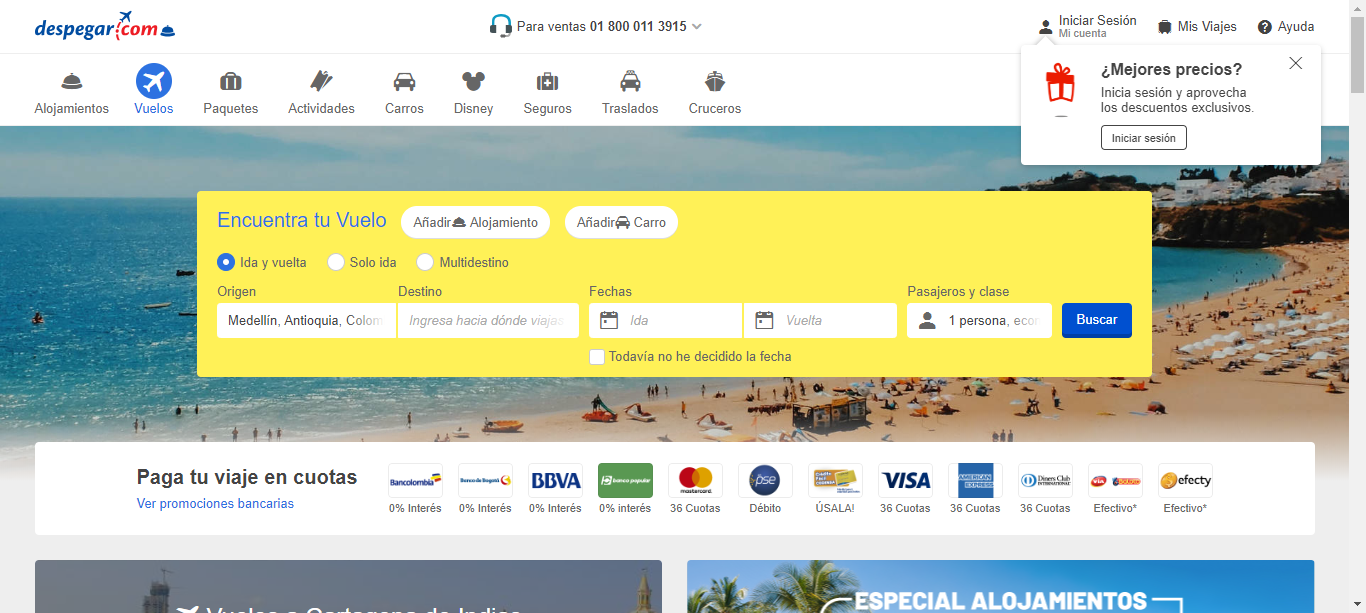 despegar.com
Para ventas 01 800 011 3915
Iniciar Sesión
Mi cuenta
Mis Viajes
Ayuda
Alojamientos
Vuelos
Paquetes
Actividades
Carros
Disney
Seguros
Traslados
Cruceros
¿Mejores precios?
Inicia sesión y aprovecha
los descuentos exclusivos.
Iniciar sesión
Encuentra tu Vuelo
Añadir Alojamiento
Añadir Carro
Ida y vuelta
Solo ida
Multidestino
Origen
Destino
Fechas
Pasajeros y clase
Medellín, Antioquia, Colom
Ingresa hacia dónde viajas
Ida
Vuelta
1 persona, econ
Buscar
Todavía no he decidido la fecha
Paga tu viaje en cuotas
Ver promociones bancarias
Bancolombia
Banco de Bogotá
BBVA
banco popular
mastercard
pse
VISA
AMERICAN EXPRESS
Diners Club
INTERNATIONAL
via
efecty
0% Interés
0% Interés
0% Interés
0% interés
36 Cuotas
Débito
ÚSALA!
36 Cuotas
36 Cuotas
36 Cuotas
Efectivo*
Efectivo*
Vuelos a Cartagena de Indias
ESPECIAL ALOJAMIENTOS